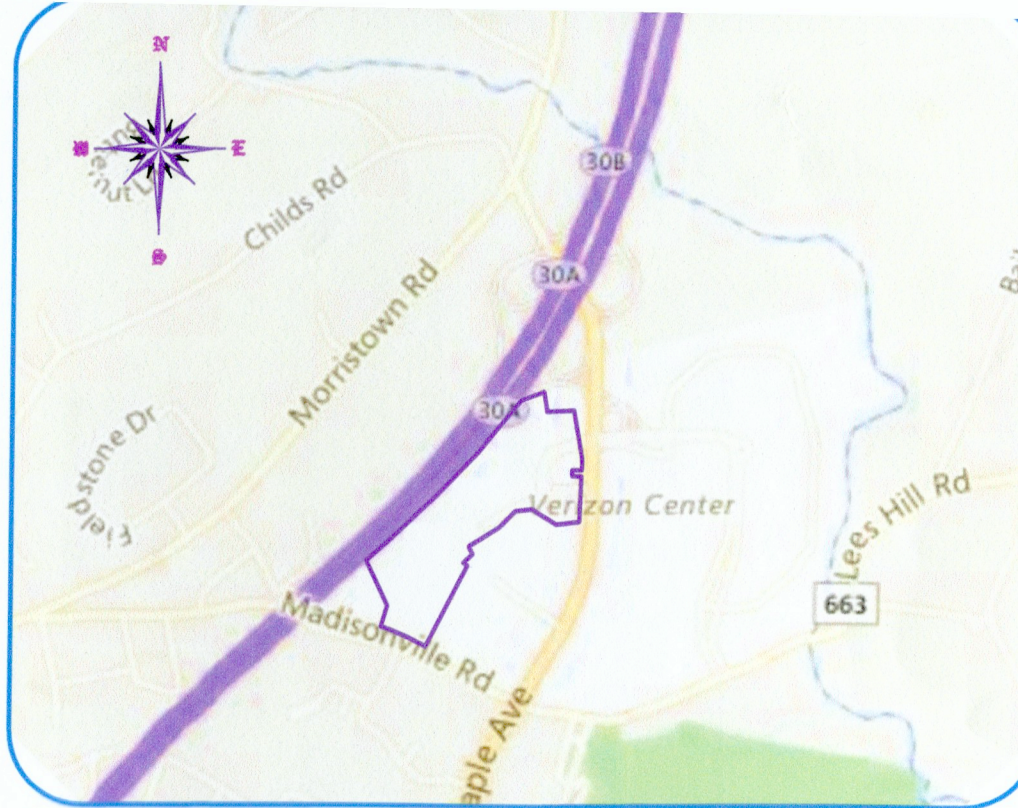 N
W
E
S
30B
Childs Rd
30A
Morristown Rd
30A
Fieldstone Dr
Verizon Center
Lees Hill Rd
663
Madisonville Rd
aple Ave